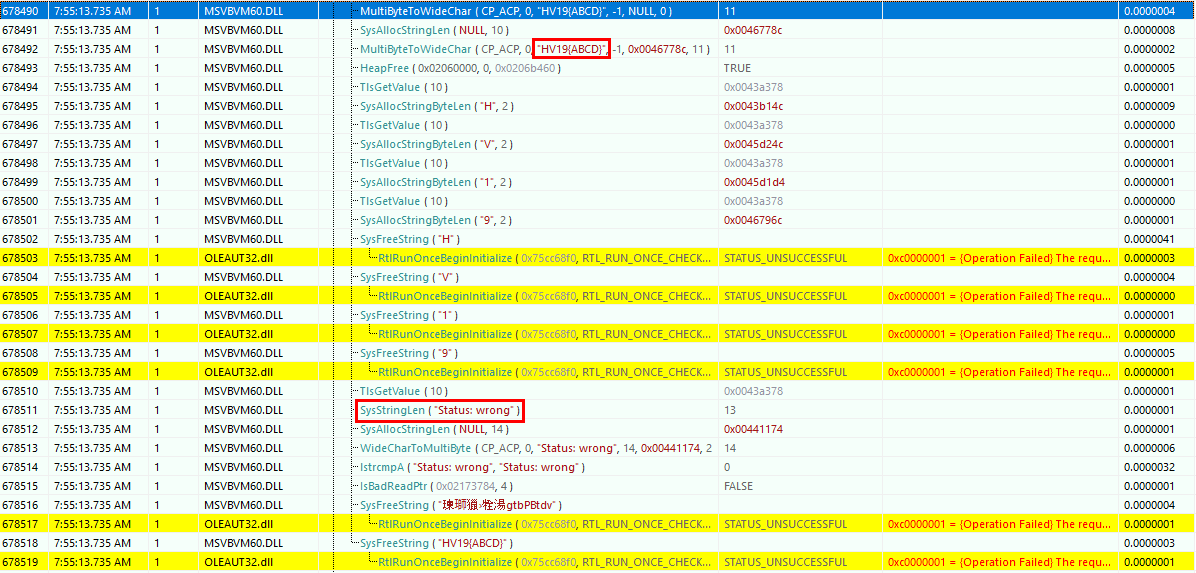 678490 7:55:13.735 AM 1 MSVBVM60.DLL MultiByteToWideChar ( CP_ACP, 0, "HV19{ABCD}", -1, NULL, 0 ) 11 0.0000004
678491 7:55:13.735 AM 1 MSVBVM60.DLL SysAllocStringLen ( NULL, 10 ) 0x0046778c 0.0000008
678492 7:55:13.735 AM 1 MSVBVM60.DLL MultiByteToWideChar ( CP_ACP, 0, "HV19{ABCD}", -1, 0x0046778c, 11 ) 11 0.0000002
678493 7:55:13.735 AM 1 MSVBVM60.DLL HeapFree ( 0x02060000, 0, 0x0206b460 ) TRUE 0.0000005
678494 7:55:13.735 AM 1 MSVBVM60.DLL TlsGetValue ( 10 ) 0x0043a378 0.0000001
678495 7:55:13.735 AM 1 MSVBVM60.DLL SysAllocStringByteLen ( "H", 2 ) 0x0043b14c 0.0000009
678496 7:55:13.735 AM 1 MSVBVM60.DLL TlsGetValue ( 10 ) 0x0043a378 0.0000000
678497 7:55:13.735 AM 1 MSVBVM60.DLL SysAllocStringByteLen ( "V", 2 ) 0x0045d24c 0.0000001
678498 7:55:13.735 AM 1 MSVBVM60.DLL TlsGetValue ( 10 ) 0x0043a378 0.0000001
678499 7:55:13.735 AM 1 MSVBVM60.DLL SysAllocStringByteLen ( "1", 2 ) 0x0045d1d4 0.0000001
678500 7:55:13.735 AM 1 MSVBVM60.DLL TlsGetValue ( 10 ) 0x0043a378 0.0000000
678501 7:55:13.735 AM 1 MSVBVM60.DLL SysAllocStringByteLen ( "9", 2 ) 0x0046796c 0.0000001
678502 7:55:13.735 AM 1 MSVBVM60.DLL SysFreeString ( "H" ) 0.0000041
678503 7:55:13.735 AM 1 OLEAUT32.dll RtlRunOnceBeginInitialize ( 0x75cc68f0, RTL_RUN_ONCE_CHECK... STATUS_UNSUCCESSFUL 0xc0000001 = {Operation Failed} The requ... 0.0000003
678504 7:55:13.735 AM 1 MSVBVM60.DLL SysFreeString ( "V" ) 0.0000004
678505 7:55:13.735 AM 1 OLEAUT32.dll RtlRunOnceBeginInitialize ( 0x75cc68f0, RTL_RUN_ONCE_CHECK... STATUS_UNSUCCESSFUL 0xc0000001 = {Operation Failed} The requ... 0.0000000
678506 7:55:13.735 AM 1 MSVBVM60.DLL SysFreeString ( "1" ) 0.0000001
678507 7:55:13.735 AM 1 OLEAUT32.dll RtlRunOnceBeginInitialize ( 0x75cc68f0, RTL_RUN_ONCE_CHECK... STATUS_UNSUCCESSFUL 0xc0000001 = {Operation Failed} The requ... 0.0000000
678508 7:55:13.735 AM 1 MSVBVM60.DLL SysFreeString ( "9" ) 0.0000005
678509 7:55:13.735 AM 1 OLEAUT32.dll RtlRunOnceBeginInitialize ( 0x75cc68f0, RTL_RUN_ONCE_CHECK... STATUS_UNSUCCESSFUL 0xc0000001 = {Operation Failed} The requ... 0.0000001
678510 7:55:13.735 AM 1 MSVBVM60.DLL TlsGetValue ( 10 ) 0x0043a378 0.0000001
678511 7:55:13.735 AM 1 MSVBVM60.DLL SysStringLen ( "Status: wrong" ) 13 0.0000001
678512 7:55:13.735 AM 1 MSVBVM60.DLL SysAllocStringLen ( NULL, 14 ) 0x00441174 0.0000001
678513 7:55:13.735 AM 1 MSVBVM60.DLL WideCharToMultiByte ( CP_ACP, 0, "Status: wrong", 14, 0x00441174, 2 14 0.0000006
678514 7:55:13.735 AM 1 MSVBVM60.DLL lstrcmpA ( "Status: wrong", "Status: wrong" ) 0 0.0000032
678515 7:55:13.735 AM 1 MSVBVM60.DLL IsBadReadPtr ( 0x02173784, 4 ) FALSE 0.0000001
678516 7:55:13.735 AM 1 MSVBVM60.DLL SysFreeString ( 0.0000004
678517 7:55:13.735 AM 1 OLEAUT32.dll RtlRunOnceBeginInitialize ( 0x75cc68f0, RTL_RUN_ONCE_CHECK... STATUS_UNSUCCESSFUL 0xc0000001 = {Operation Failed} The requ... 0.0000001
678518 7:55:13.735 AM 1 MSVBVM60.DLL SysFreeString ( "HV19{ABCD}" ) 0.0000003
678519 7:55:13.735 AM 1 OLEAUT32.dll RtlRunOnceBeginInitialize ( 0x75cc68f0, RTL_RUN_ONCE_CHECK... STATUS_UNSUCCESSFUL 0xc0000001 = {Operation Failed} The requ... 0.0000001